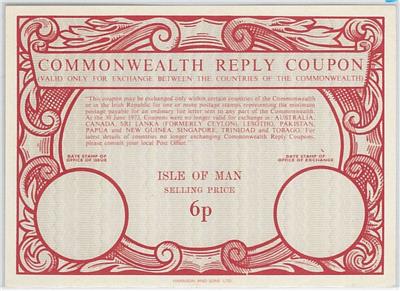 COMMONWEALTH REPLY COUPON
(VALID ONLY FOR EXCHANGE BETWEEN THE COUNTRIES OF THE COMMONWEALTH)
This coupon may be exchanged only within certain countries of the Commonwealth
or in the Irish Republic for one or more postage stamps representing the minimum
postage payable for an ordinary letter sent to any part of the Commonwealth.
As the 30 June 1973, Coupons were no longer valid for exchange in: AUSTRALIA,
CANADA, SRI LANKA (FORMERLY CEYLON), LESOTHO, PAKISTAN,
PAPUA and NEW GUINEA, SINGAPORE, TRINIDAD and TOBAGO. For
latest details of countries no longer exchanging Commonwealth Reply Coupons,
please consult your local Post Office.
DATE STAMP OF
OFFICE OF ISSUE
DATE STAMP OF
OFFICE OF EXCHANGE
ISLE OF MAN
SELLING PRICE
6p
HARRISON AND SONS LTD.